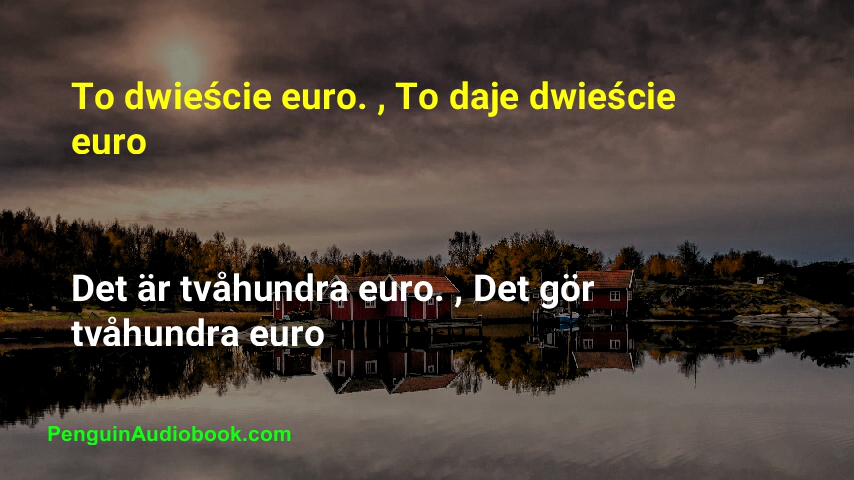 To dwieście euro. , To daje dwieście
euro
Det är tvåhundra euro. , Det gör
tvåhundra euro
PenguinAudiobook.com